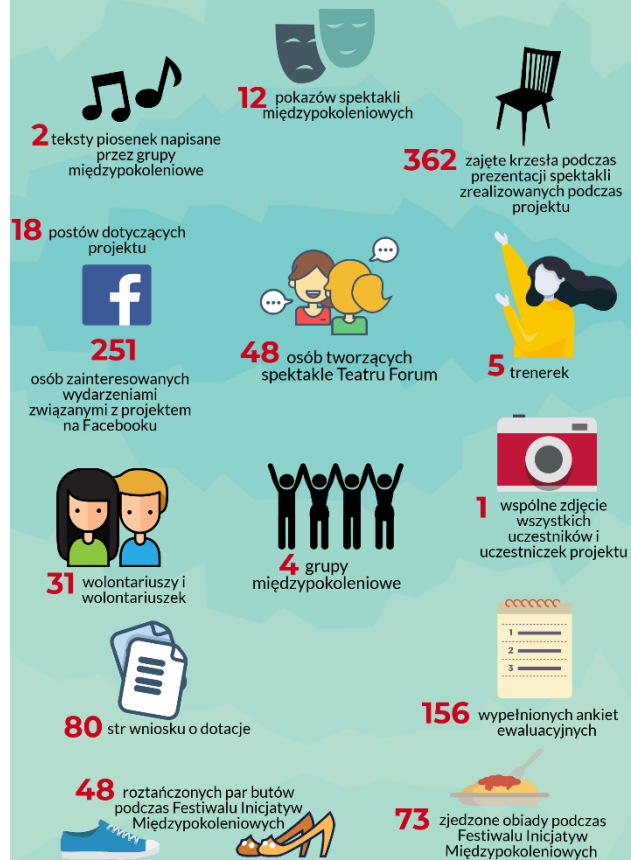 12 pokazów spektakli
międzypokoleniowych
2 teksty piosenek napisane
przez grupy
międzypokoleniowe
362 zajęte krzesła podczas
prezentacji spektakli
zrealizowanych podczas
projektu
18 postów dotyczących
projektu
f
251
osób zainteresowanych
wydarzeniami
związanymi z projektem
na Facebooku
48 osób tworzących
spektakle Teatru Forum
5 trenerek
1 wspólne zdjęcie
wszystkich
uczestników i
uczestniczek projektu
31 wolontariuszy i
wolontariuszek
4 grupy
międzypokoleniowe
1
2
3
80 str wniosku o dotacje
156 wypełnionych ankiet
ewaluacyjnych
48 roztańczonych par butów
podczas Festiwalu Inicjatyw
Międzypokoleniowych
73 zjedzone obiady podczas
Festiwalu Inicjatyw
Międzypokoleniowych